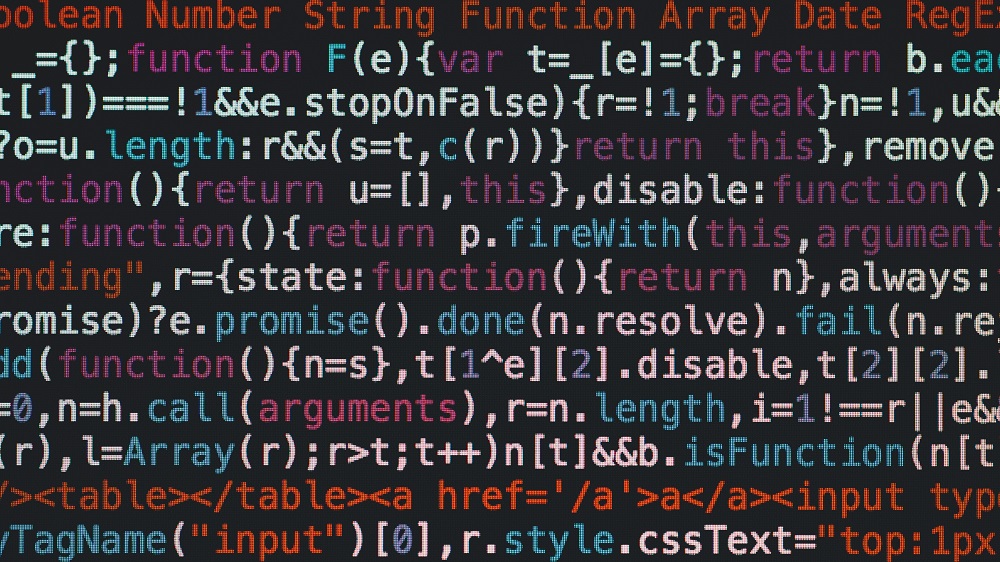 oolean Number String Function Array Date RegE
_={};function F(e){var t=_[e]={};return b.eac
t[1])===!1&&e.stopOnFalse){r=!1;break}n=!1,u&&
?o=u.length:r&&(s=t,c(r))}return this},remove
nction(){return u=[],this},disable:function()
re:function(){return p.fireWith(this,arguments
ending",r={state:function(){return n},always:
romise)?e.promise().done(n.resolve).fail(n.re
dd(function(){n=s},t[1^e][2].disable,t[2][2].
=0,n=h.call(arguments),r=n.length,i=1!==r||e&&
(r),l=Array(r);r>t;t++)n[t]&&b.isFunction(n[t
/><table></table><a href='/a'>a</a><input typ
yTagName("input")[0],r.style.cssText="top:1px